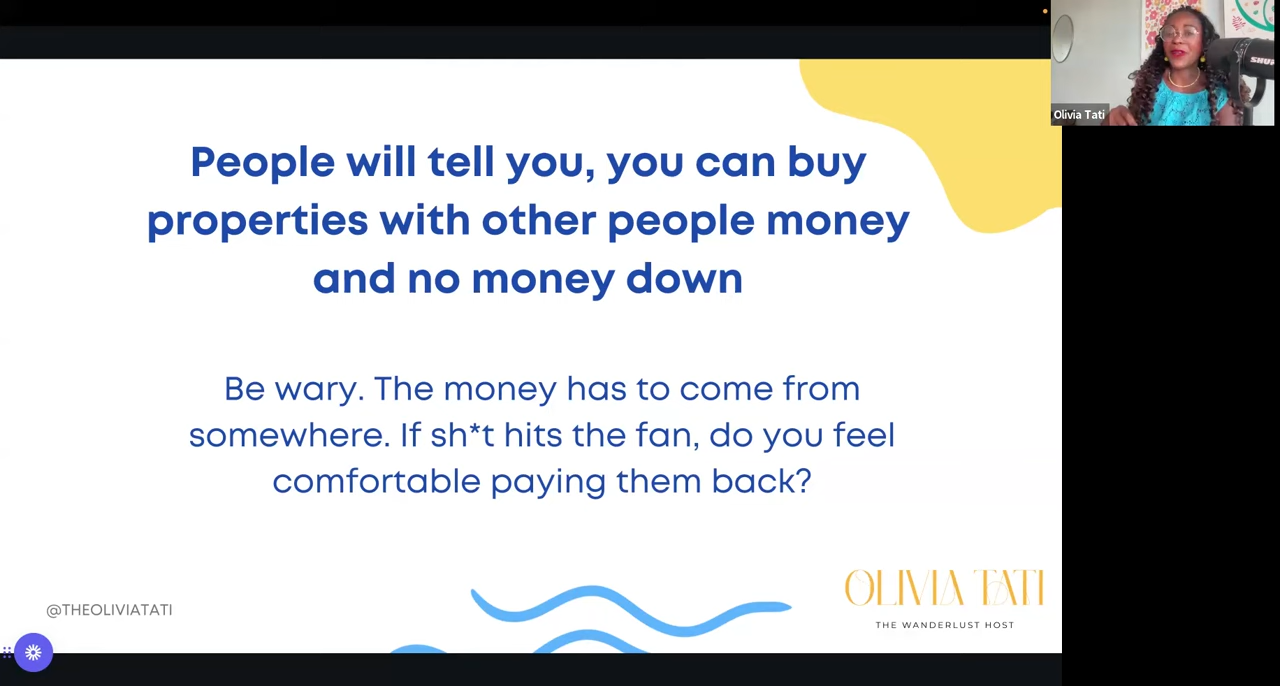 People will tell you, you can buy
properties with other people money
and no money down
Be wary. The money has to come from
somewhere. If sh*t hits the fan, do you feel
comfortable paying them back?
@THEOLIVIATATI
OLIVIA TATI
THE WANDERLUST HOST
Olivia Tati
SHURE